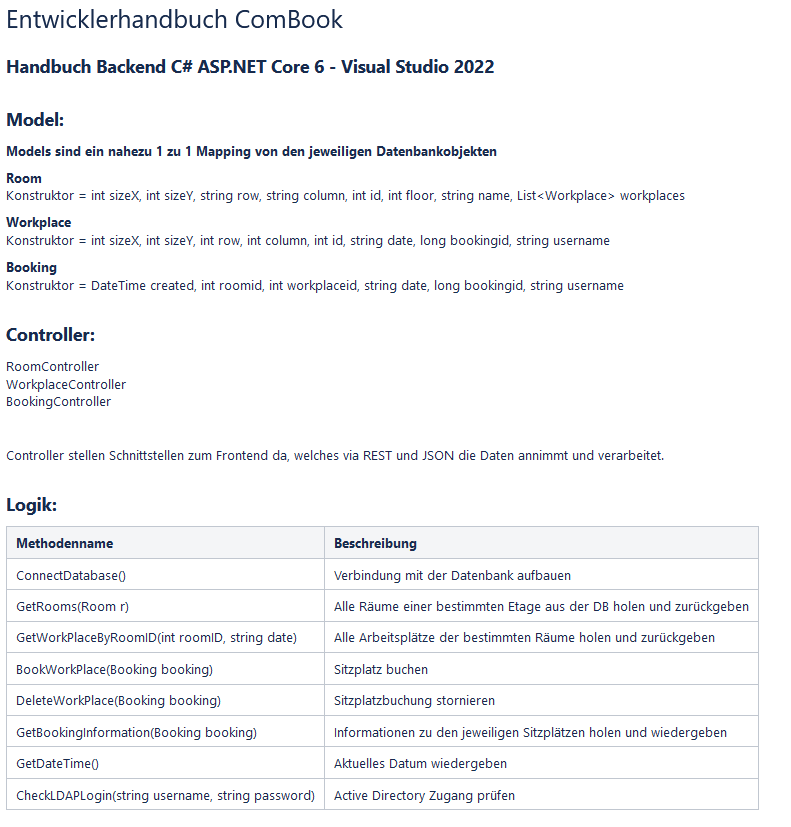 Entwicklerhandbuch ComBook
Handbuch Backend C# ASP.NET Core 6 - Visual Studio 2022
Model:
Models sind ein nahezu 1 zu 1 Mapping von den jeweiligen Datenbankobjekten
Room
Konstruktor = int sizeX, int sizeY, string row, string column, int id, int floor, string name, List<Workplace> workplaces
Workplace
Konstruktor = int sizeX, int sizeY, int row, int column, int id, string date, long bookingid, string username
Booking
Konstruktor = DateTime created, int roomid, int workplaceid, string date, long bookingid, string username
Controller:
RoomController
WorkplaceController
BookingController
Controller stellen Schnittstellen zum Frontend da, welches via REST und JSON die Daten annimmt und verarbeitet.
Logik:
Methodenname Beschreibung
ConnectDatabase() Verbindung mit der Datenbank aufbauen
GetRooms(Room r) Alle Räume einer bestimmten Etage aus der DB holen und zurückgeben
GetWorkPlaceByRoomID(int roomID, string date) Alle Arbeitsplätze der bestimmten Räume holen und zurückgeben
BookWorkPlace(Booking booking) Sitzplatz buchen
DeleteWorkPlace(Booking booking) Sitzplatzbuchung stornieren
GetBookingInformation(Booking booking) Informationen zu den jeweiligen Sitzplätzen holen und wiedergeben
GetDateTime() Aktuelles Datum wiedergeben
CheckLDAPLogin(string username, string password) Active Directory Zugang prüfen